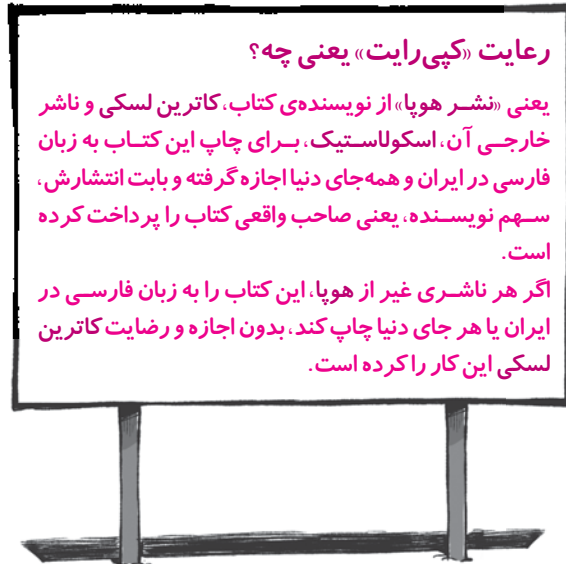 رعایت «کپی‌رایت» یعنی چه؟
یعنی «نشر هوپا» از نویسنده‌ی کتاب، کاترین لسکی و ناشر
خارجی آن، اسکولاستیک، برای چاپ این کتاب به زبان
فارسی در ایران و همه‌جای دنیا اجازه گرفته و بابت انتشارش،
سهم نویسنده، یعنی صاحب واقعی کتاب را پرداخت کرده
است.
اگر هر ناشری غیر از هوپا، این کتاب را به زبان فارسی در
ایران یا هر جای دنیا چاپ کند، بدون اجازه و رضایت کاترین
لسکی این کار را کرده است.